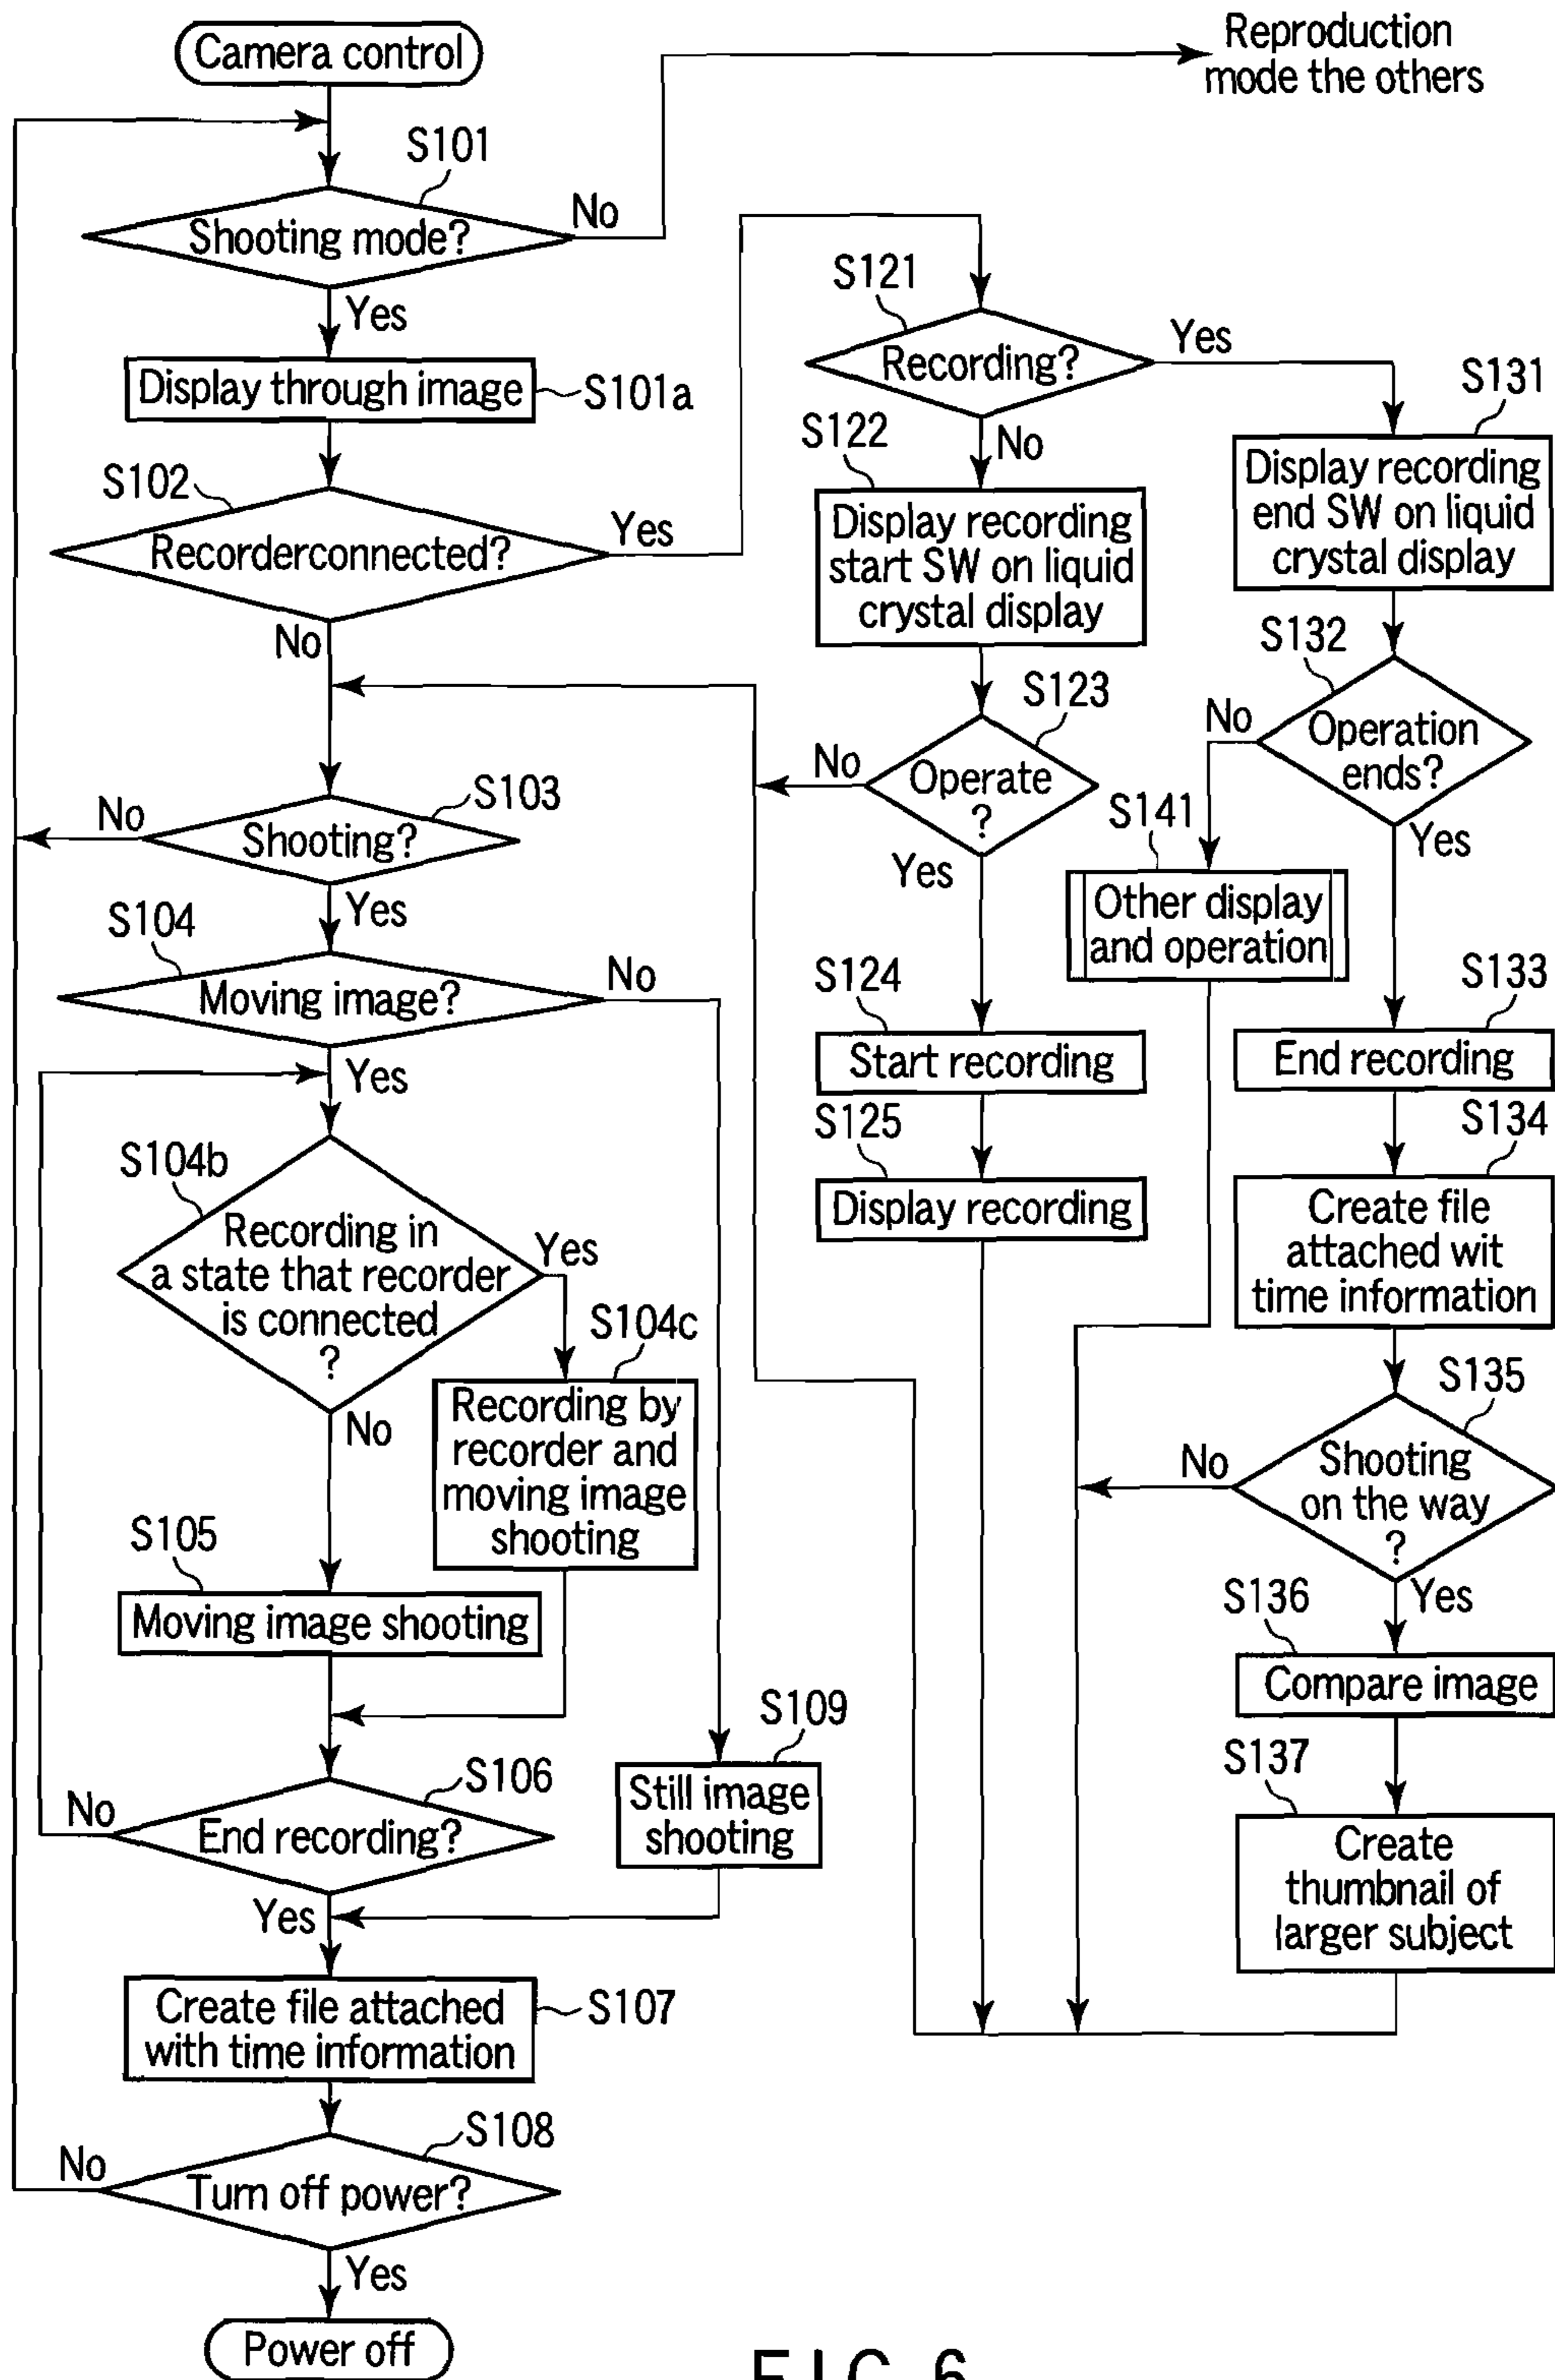 Camera control
Reproduction
mode the others
S101
Shooting mode?
No
Yes
Display through image
S101a
S102
Recorderconnected?
Yes
No
S103
Shooting?
No
Yes
S104
Moving image?
No
Yes
S104b
Recording in
a state that recorder
is connected
?
Yes
No
S104c
Recording by
recorder and
moving image
shooting
S105
Moving image shooting
S106
End recording?
No
Yes
S109
Still image
shooting
Create file attached
with time information
S107
S108
Turn off power?
No
Yes
Power off
S121
Recording?
Yes
No
S122
Display recording
start SW on liquid
crystal display
S123
Operate
?
No
Yes
S124
Start recording
S125
Display recording
S131
Display recording
end SW on liquid
crystal display
S132
Operation
ends?
No
Yes
S141
Other display
and operation
S133
End recording
S134
Create file
attached wit
time information
S135
Shooting
on the way
?
No
Yes
S136
Compare image
S137
Create
thumbnail of
larger subject
FIG. 6